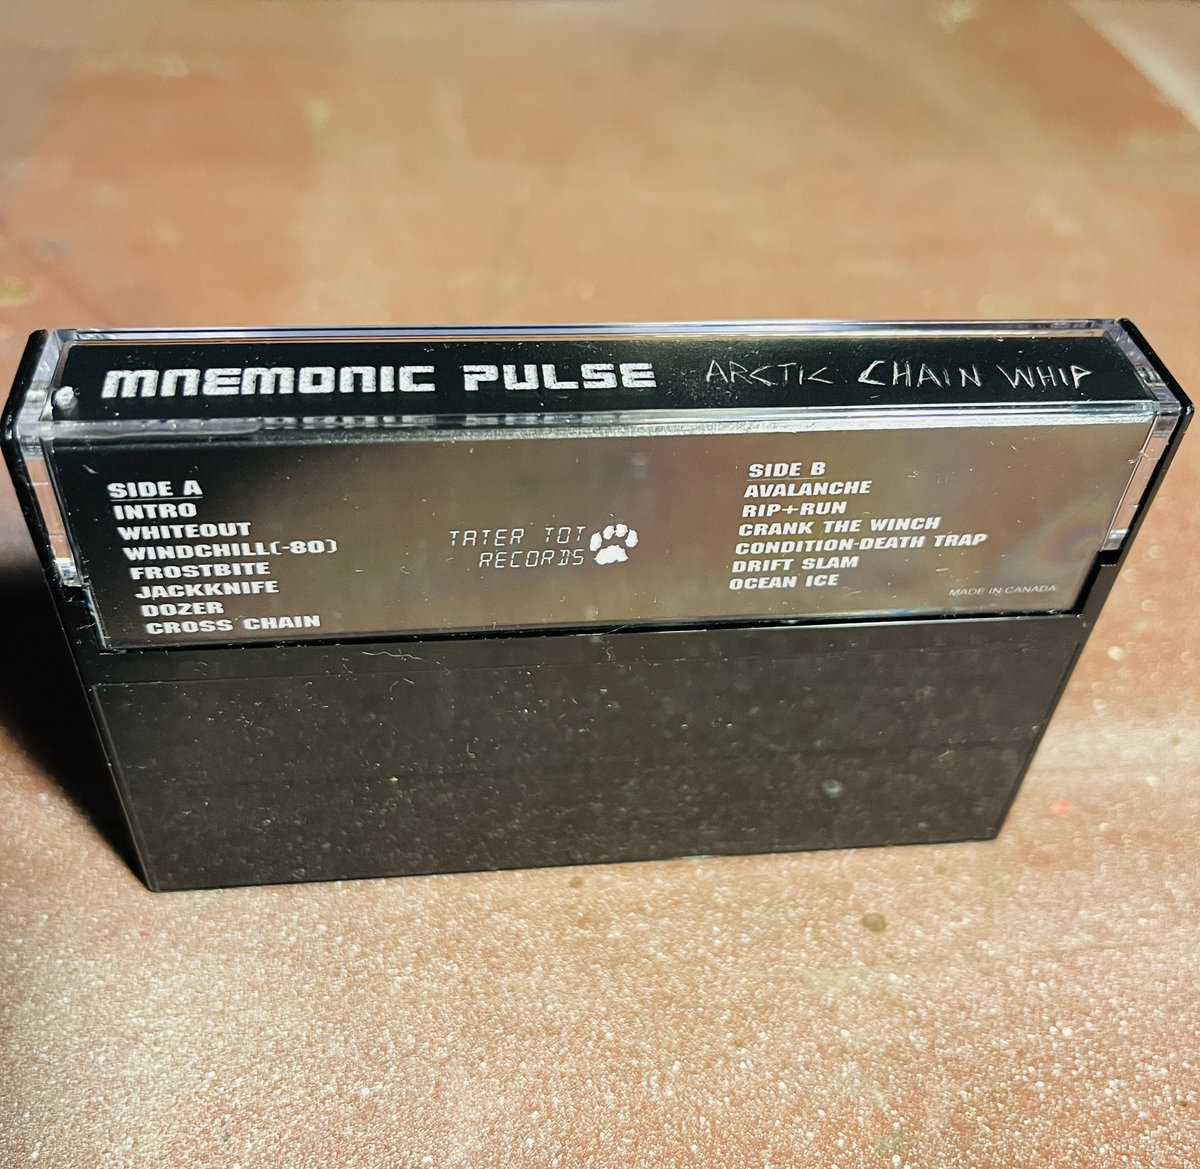 MNEMONIC PULSE ARCTIC CHAIN WHIP
SIDE A
INTRO
WHITEOUT
WINDCHILL(-80)
FROSTBITE
JACKKNIFE
DOZER
CROSS CHAIN
TATER TOT
RECORDS
SIDE B
AVALANCHE
RIP+RUN
CRANK THE WINCH
CONDITION-DEATH TRAP
DRIFT SLAM
OCEAN ICE
MADE IN CANADA